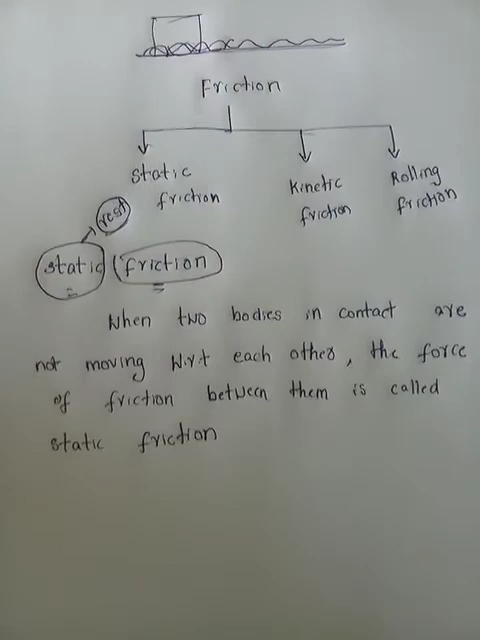 Friction
Static friction
Kinetic friction
Rolling friction
rest
static friction
When two bodies in contact are
not moving W.r.t each other, the force
of friction between them is called
static friction